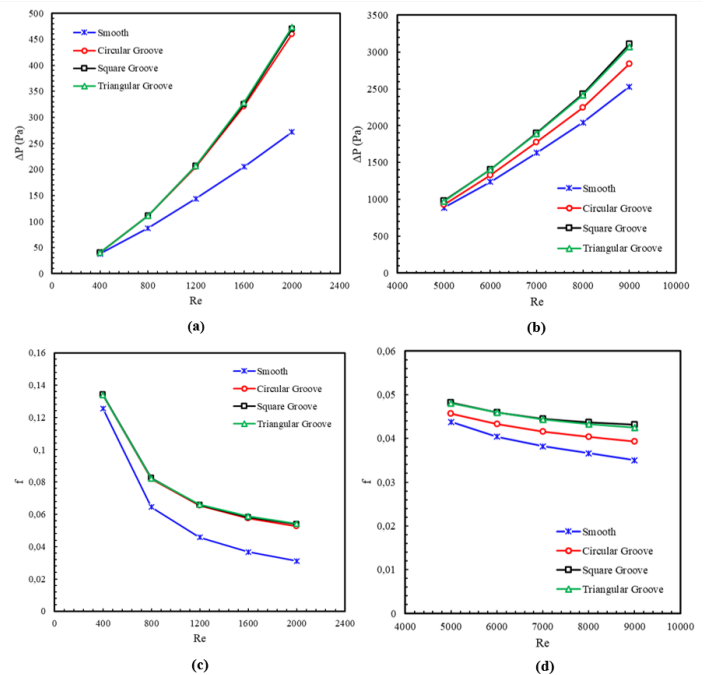 500
450
400
350
300
250
200
150
100
50
0
ΔP (Pa)
Smooth
Circular Groove
Square Groove
Triangular Groove
0 400 800 1200 1600 2000 2400
Re
(a)
3500
3000
2500
2000
1500
1000
500
0
ΔP (Pa)
Smooth
Circular Groove
Square Groove
Triangular Groove
4000 5000 6000 7000 8000 9000 10000
Re
(b)
0,16
0,14
0,12
0,1
0,08
0,06
0,04
0,02
0
f
Smooth
Circular Groove
Square Groove
Triangular Groove
0 400 800 1200 1600 2000 2400
Re
(c)
0,06
0,05
0,04
0,03
0,02
0,01
0,00
f
Smooth
Circular Groove
Square Groove
Triangular Groove
4000 5000 6000 7000 8000 9000 10000
Re
(d)